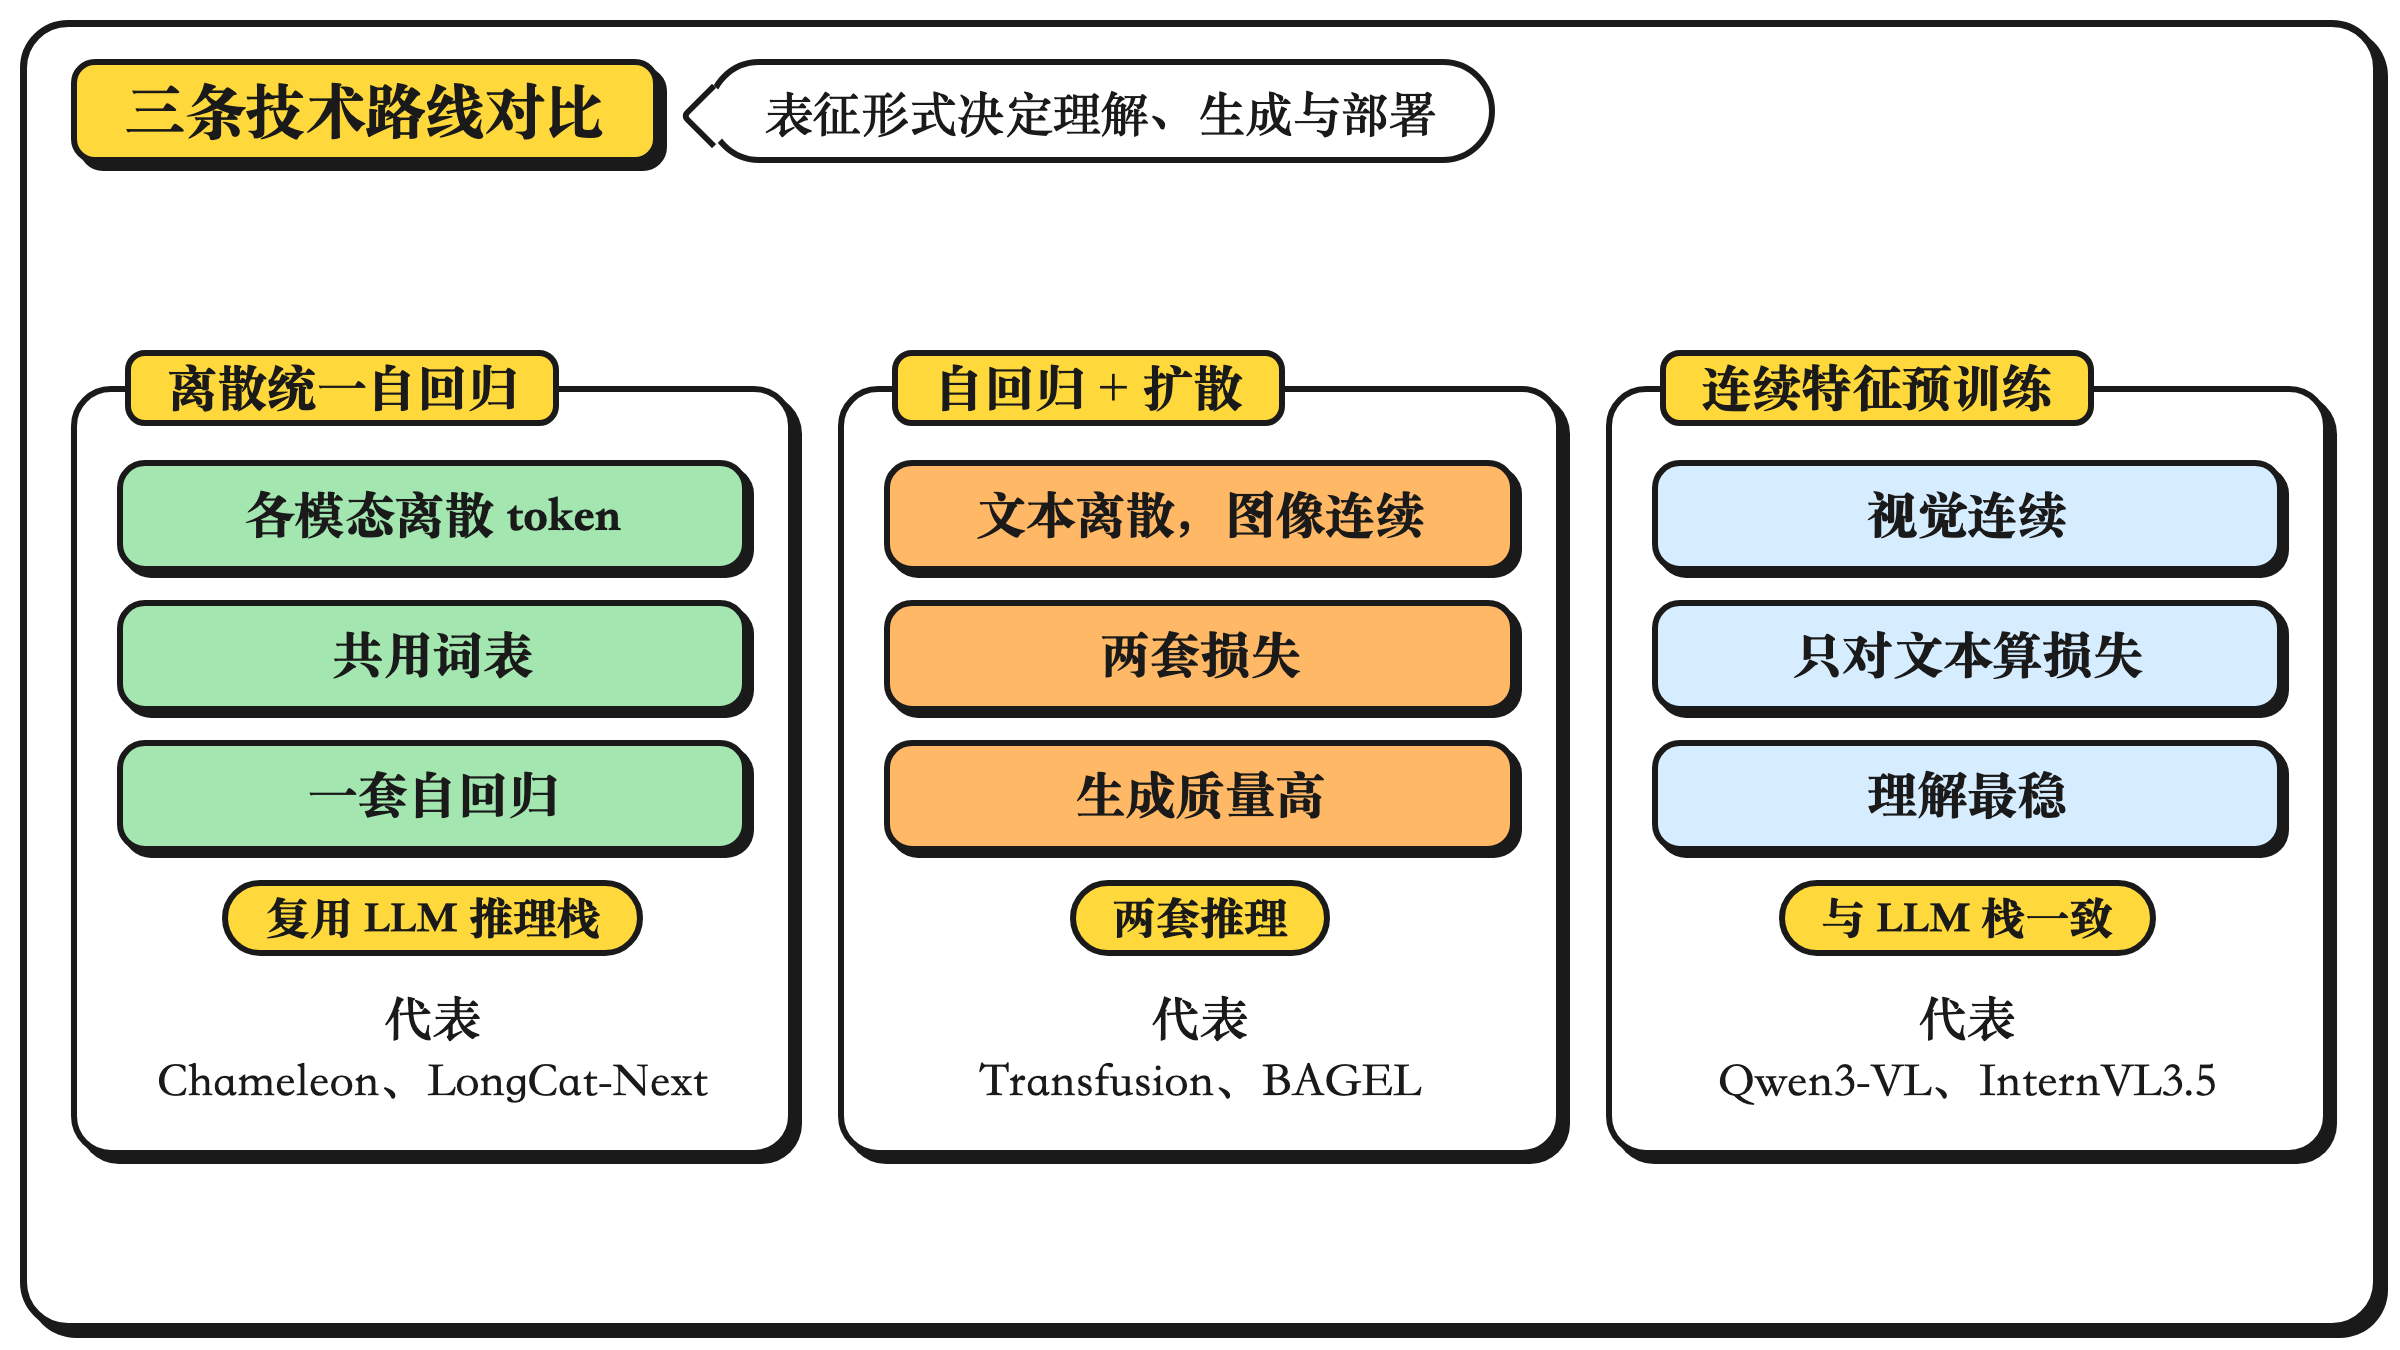 三条技术路线对比
表征形式决定理解、生成与部署
离散统一自回归
各模态离散 token
共用词表
一套自回归
复用 LLM 推理栈
代表
Chameleon、LongCat-Next
自回归 + 扩散
文本离散，图像连续
两套损失
生成质量高
两套推理
代表
Transfusion、BAGEL
连续特征预训练
视觉连续
只对文本算损失
理解最稳
与 LLM 栈一致
代表
Qwen3-VL、InternVL3.5